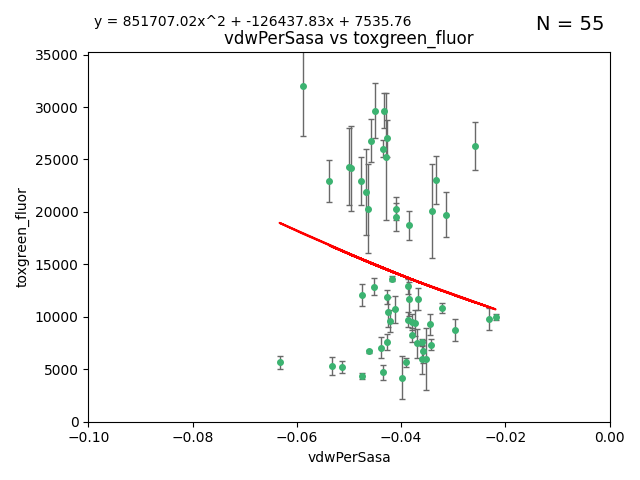 y = 851707.02x^2 + -126437.83x + 7535.76
N = 55
vdwPerSasa vs toxgreen_fluor
toxgreen_fluor
35000
30000
25000
20000
15000
10000
5000
0
−0.10
−0.08
−0.06
−0.04
−0.02
0.00
vdwPerSasa